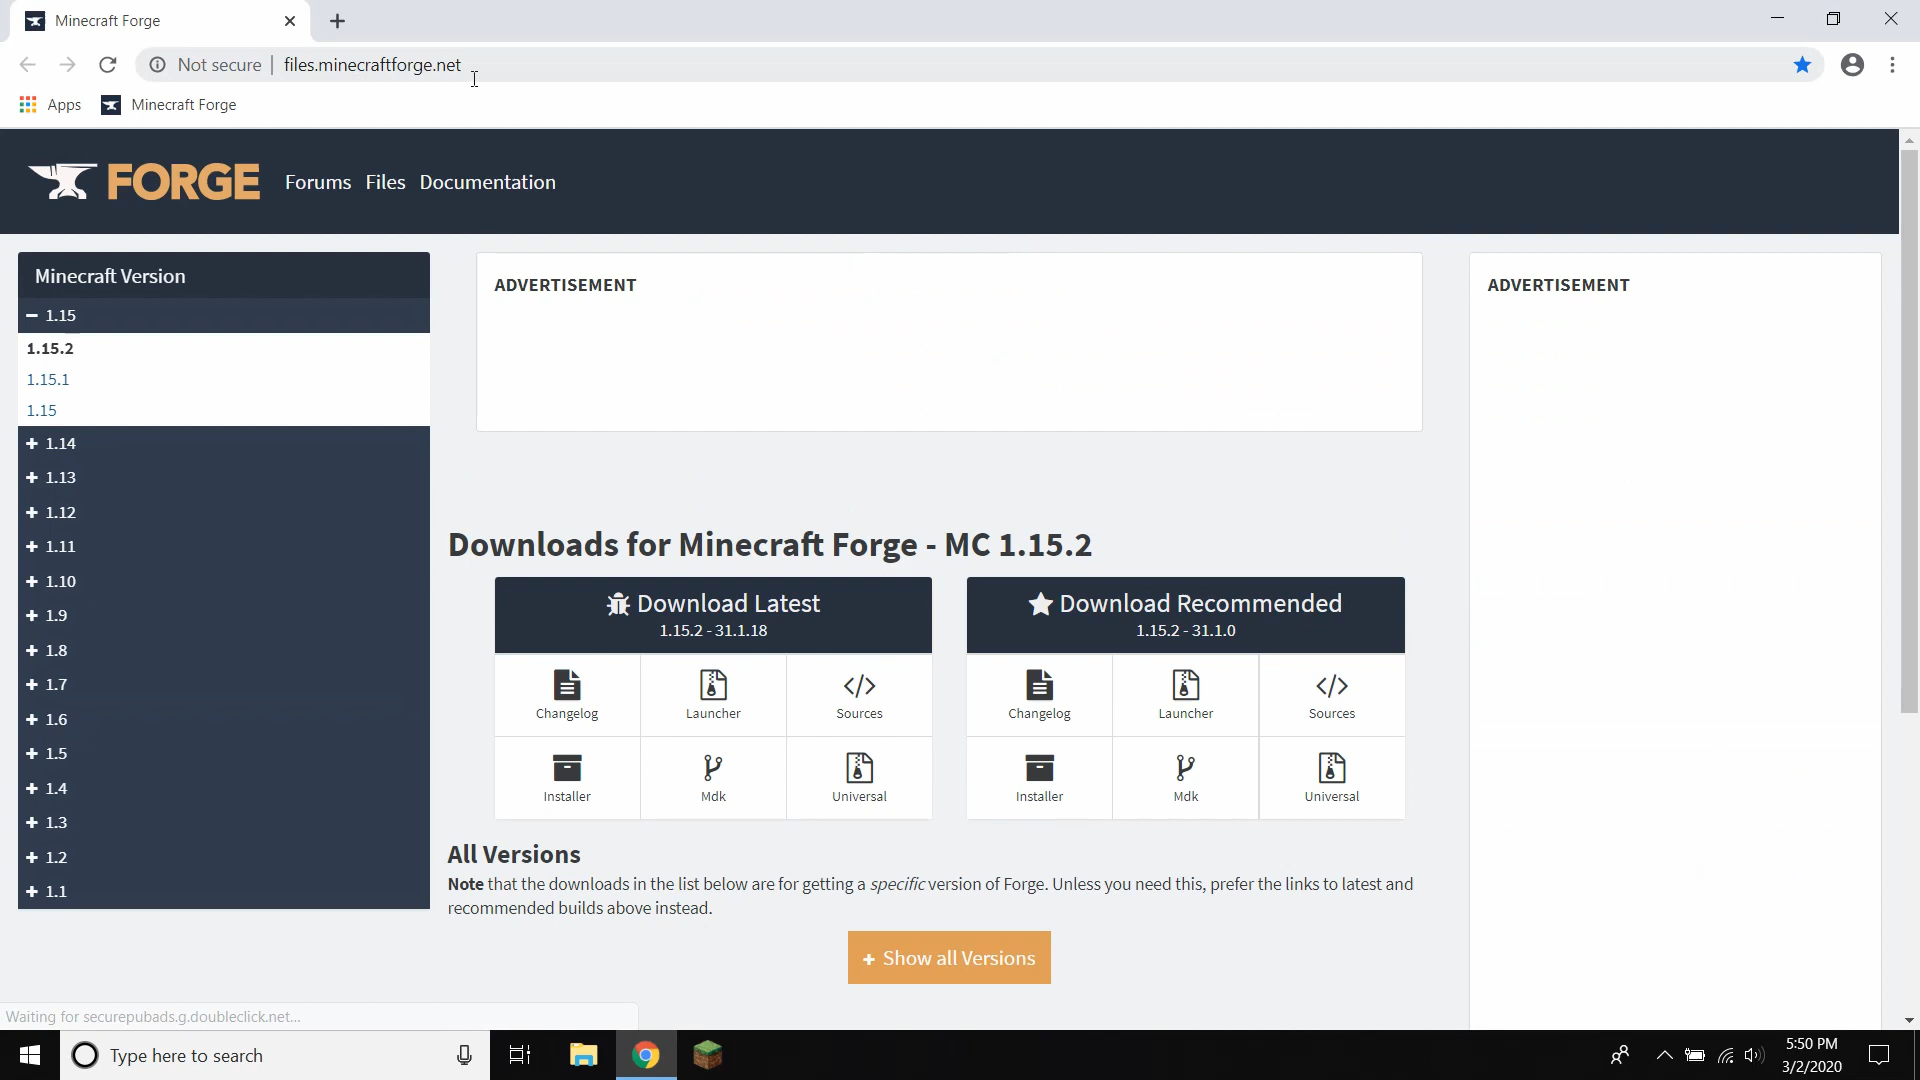 Minecraft Forge
Not secure | files.minecraftforge.net
Apps Minecraft Forge
FORGE Forums Files Documentation
Minecraft Version
− 1.15
1.15.2
1.15.1
1.15
+ 1.14
+ 1.13
+ 1.12
+ 1.11
+ 1.10
+ 1.9
+ 1.8
+ 1.7
+ 1.6
+ 1.5
+ 1.4
+ 1.3
+ 1.2
+ 1.1
ADVERTISEMENT
Downloads for Minecraft Forge - MC 1.15.2
Download Latest
1.15.2 - 31.1.18
Changelog Launcher Sources
Installer Mdk Universal
Download Recommended
1.15.2 - 31.1.0
Changelog Launcher Sources
Installer Mdk Universal
All Versions
Note that the downloads in the list below are for getting a specific version of Forge. Unless you need this, prefer the links to latest and
recommended builds above instead.
+ Show all Versions
ADVERTISEMENT
Waiting for securepubads.g.doubleclick.net...
Type here to search
5:50 PM
3/2/2020